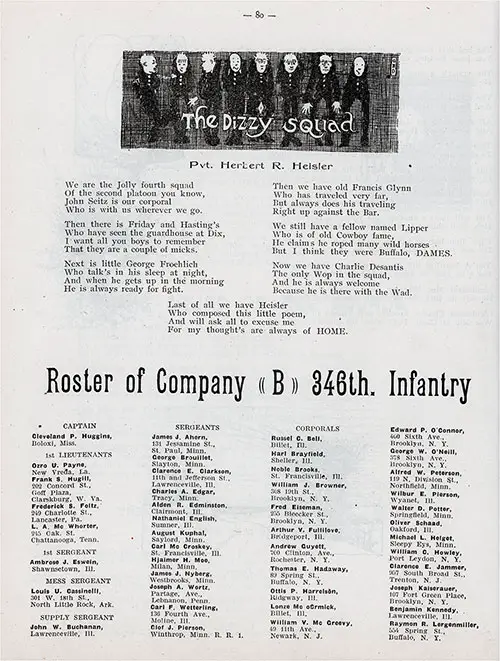 — 80 —
The Dizzy Squad
Pvt. Herbert R. Heisler
We are the Jolly fourth squad
Of the second platoon you know,
John Seitz is our corporal
Who is with us wherever we go.
Then there is Friday and Hasting's
Who have seen the guardhouse at Dix,
I want all you boys to remember
That they are a couple of micks.
Next is little George Froehlich
Who talk's in his sleep at night,
And when he gets up in the morning
He is always ready for fight.
Then we have old Francis Glynn
Who has traveled very far,
But always does his traveling
Right up against the Bar.
We still have a fellow named Lipper
Who is of old Cowboy fame,
He claims he roped many wild horses
But I think they were Buffalo, DAMES.
Now we have Charlie Desantis
The only Wop in the squad,
And he is always welcome
Because he is there with the Wad.
Last of all we have Heisler
Who composed this little poem,
And will ask all to excuse me
For my thought's are always of HOME.
Roster of Company « B » 346th. Infantry
CAPTAIN
Cleveland P. Huggins,
Boloxi, Miss.
1st LIEUTENANTS
Ozro U. Payne,
New Freda, La.
Frank S. Hugill,
202 Concord St.,
Goff Plaza,
Clarksburg, W. Va.
Frederick S. Foltz,
249 Charlotte St.,
Lancaster, Pa.
L. A. Mc Whorter,
245 Oak St.
Chattanooga, Tenn.
1st SERGEANT
Ambrose J. Eswein,
Shawneetown, Ill.
MESS SERGEANT
Louis U. Cassinelli,
301 W. 18th St.,
North Little Rock, Ark.
SUPPLY SERGEANT
John W. Buchanan,
Lawrenceville, Ill.
SERGEANTS
James J. Ahern,
131 Jessamine St.,
St. Paul, Minn.
George Brouillet,
Slayton, Minn.
Clarence E. Clarkson,
11th and Jefferson St.,
Lawrenceville, Ill.
Charles A. Edgar,
Tracy, Minn.
Alden R. Edminston,
Clairmont, Ill.
Nathaniel English,
Sumner, Ill.
August Kuphal,
Saylord, Minn.
Carl Mc Croskey,
St. Francisville, Ill.
Hjalmer H. Moe,
Milan, Minn.
James J. Nyberg,
Westbrooks, Minn.
Joseph A. Wortz,
Partage, Ave.,
Lebannon, Penn.
Carl F. Wetterling,
136 Fourth Ave.,
Moline, Ill.
Olof J. Pierson,
Winthrop, Minn. R. R. 1.
CORPORALS
Russel C. Bell,
Billet, Ill.
Harl Brayfield,
Sheller, Ill.
Noble Brooks,
St. Francisville, Ill.
William J. Browner,
368 19th St.,
Brooklyn, N. Y.
Fred. Eiseman,
255 Bleecker St.,
Brooklyn, N. Y.
Arthur V. Fulfilove,
Bridgeport, Ill.
Andrew Guyett,
700 Clinton, Ave.,
Rochester, N. Y.
Thomas E. Hadaway,
89 Spring St.,
Buffalo, N. Y.
Ottis P. Harrelsön,
Ridgway, Ill.
Lonze Mc oCrmick,
Billet, Ill.
William V. Mc Greevy,
49 11th Ave.,
Newark, N. J.
Edward P. O'Connor,
460 Sixth Ave.,
Brooklyn, N. Y.
George W. O'Neill,
578 Sixth Ave.,
Brooklyn, N. Y.
Alfred W. Peterson,
119 N. Division St.,
Northfield, Minn.
Wilbur E. Pierson,
Wyanet, Ill.
Walter D. Potter,
Springfield, Minn.
Oliver Schaad,
Oakford, Ill.
Michael L. Helget,
Sleepy Eye, Minn.
William C. Howley,
Port Leydon, N. Y.
Clarence E. Jammer,
937 South Broad St.,
Trenton, N. J.
Joseph Kaiserauer,
107 Fort Green Place,
Brooklyn, N. Y.
Benjamin Kennedy,
Lawrenceville, Ill.
Raymon R. Lorgenmiller,
554 Spring St.,
Buffalo, N. Y.